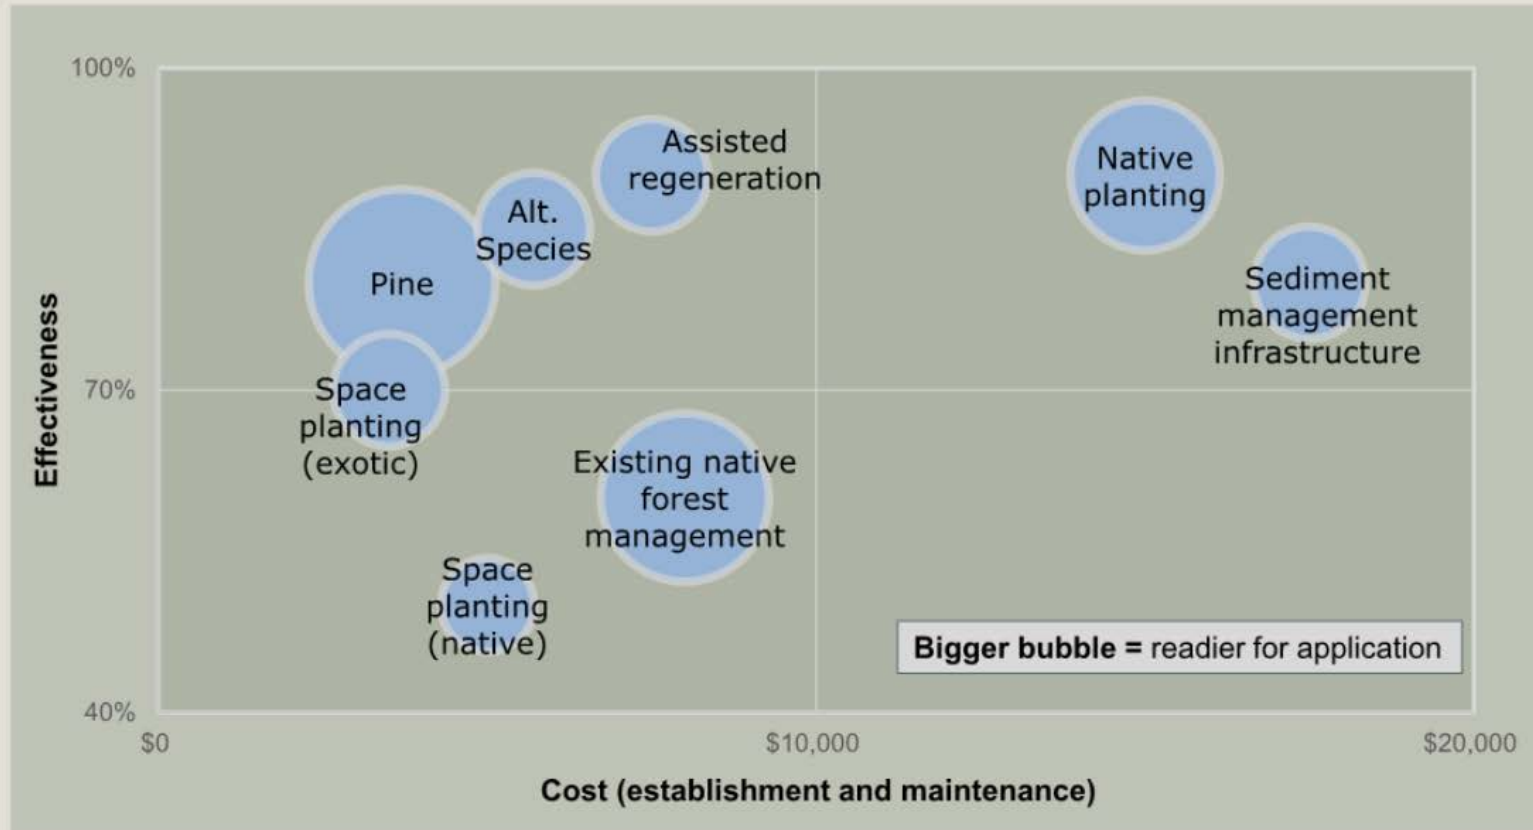 100%
70%
40%
Effectiveness
Assisted
regeneration
Alt.
Species
Pine
Native
planting
Sediment
management
infrastructure
Space
planting
(exotic)
Existing native
forest
management
Space
planting
(native)
Bigger bubble = readier for application
$0
$10,000
$20,000
Cost (establishment and maintenance)